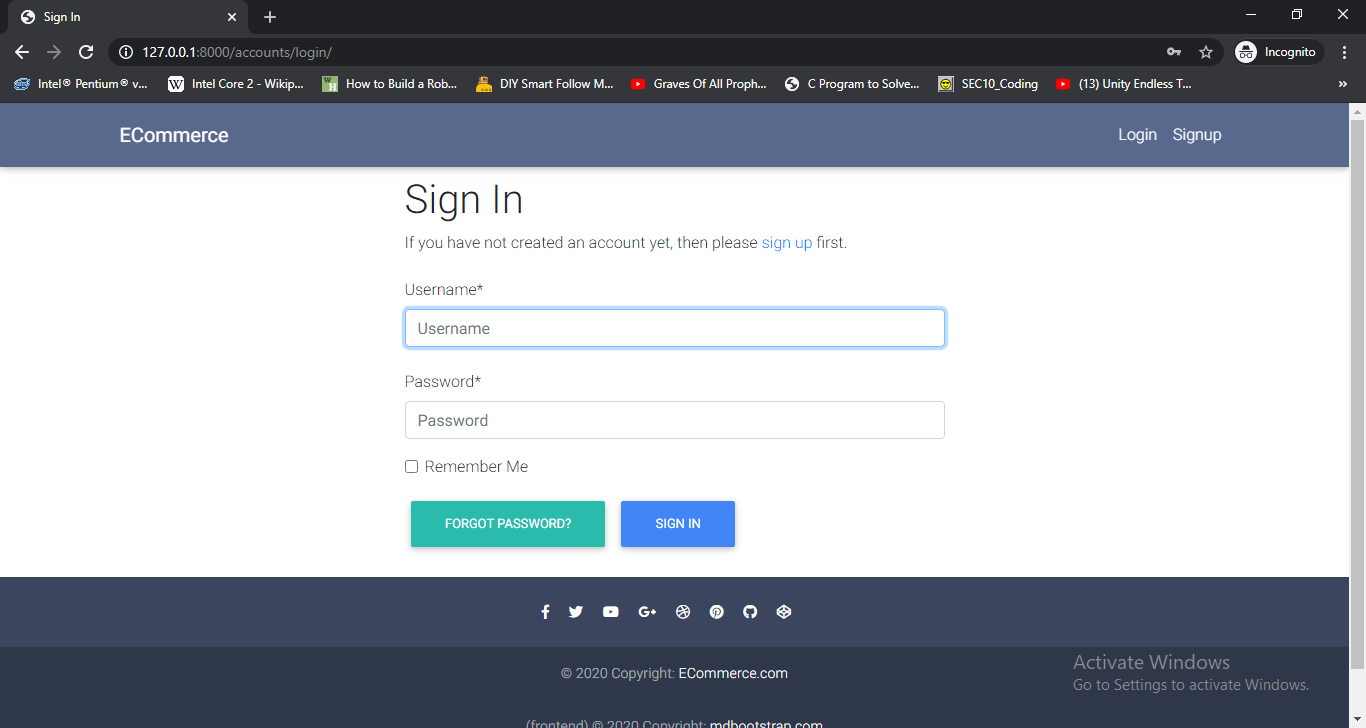 Sign In
127.0.0.1:8000/accounts/login/
Incognito
Intel® Pentium® v... Intel Core 2 - Wikip... How to Build a Rob... DIY Smart Follow M... Graves Of All Proph... C Program to Solve... SEC10_Coding (13) Unity Endless T... »
ECommerce Login Signup
Sign In
If you have not created an account yet, then please sign up first.
Username*
Username
Password*
Password
Remember Me
FORGOT PASSWORD? SIGN IN
© 2020 Copyright: ECommerce.com
Activate Windows
Go to Settings to activate Windows.
(frontend) © 2020 Copyright: mdbootstrap.com